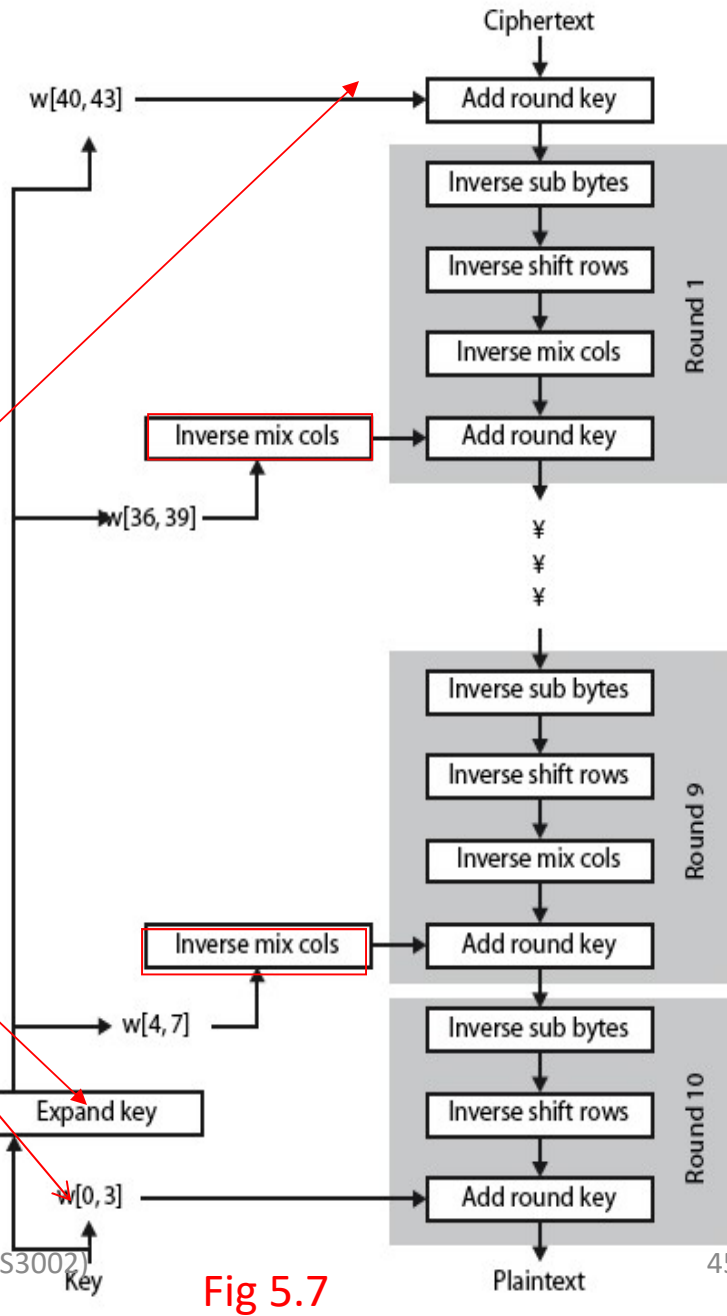 Ciphertext
w[40, 43]
Add round key
Inverse sub bytes
Inverse shift rows
Inverse mix cols
Round 1
Inverse mix cols
Add round key
w[36, 39]
¥
¥
¥
Inverse sub bytes
Inverse shift rows
Inverse mix cols
Round 9
Inverse mix cols
Add round key
w[4, 7]
Inverse sub bytes
Expand key
Inverse shift rows
Round 10
w[0, 3]
Add round key
S3002)
Key
Fig 5.7
Plaintext
45